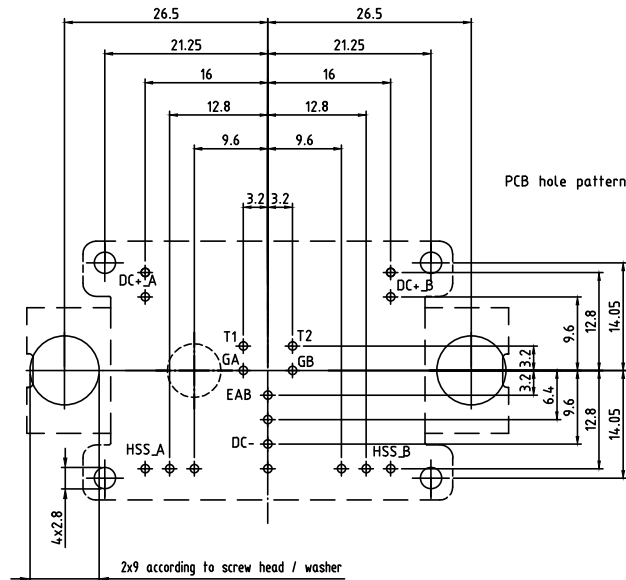 26.5 26.5
21.25 21.25
16 16
12.8 12.8
9.6 9.6
PCB hole pattern
3.2 3.2
DC+_A DC+_B
T1 T2
GA GB
EAB
DC-
HSS_A HSS_B
9.6 12.8 14.05
3.2
3.2 6.4 9.6 12.8 14.05
4x2.8
2x9 according to screw head / washer